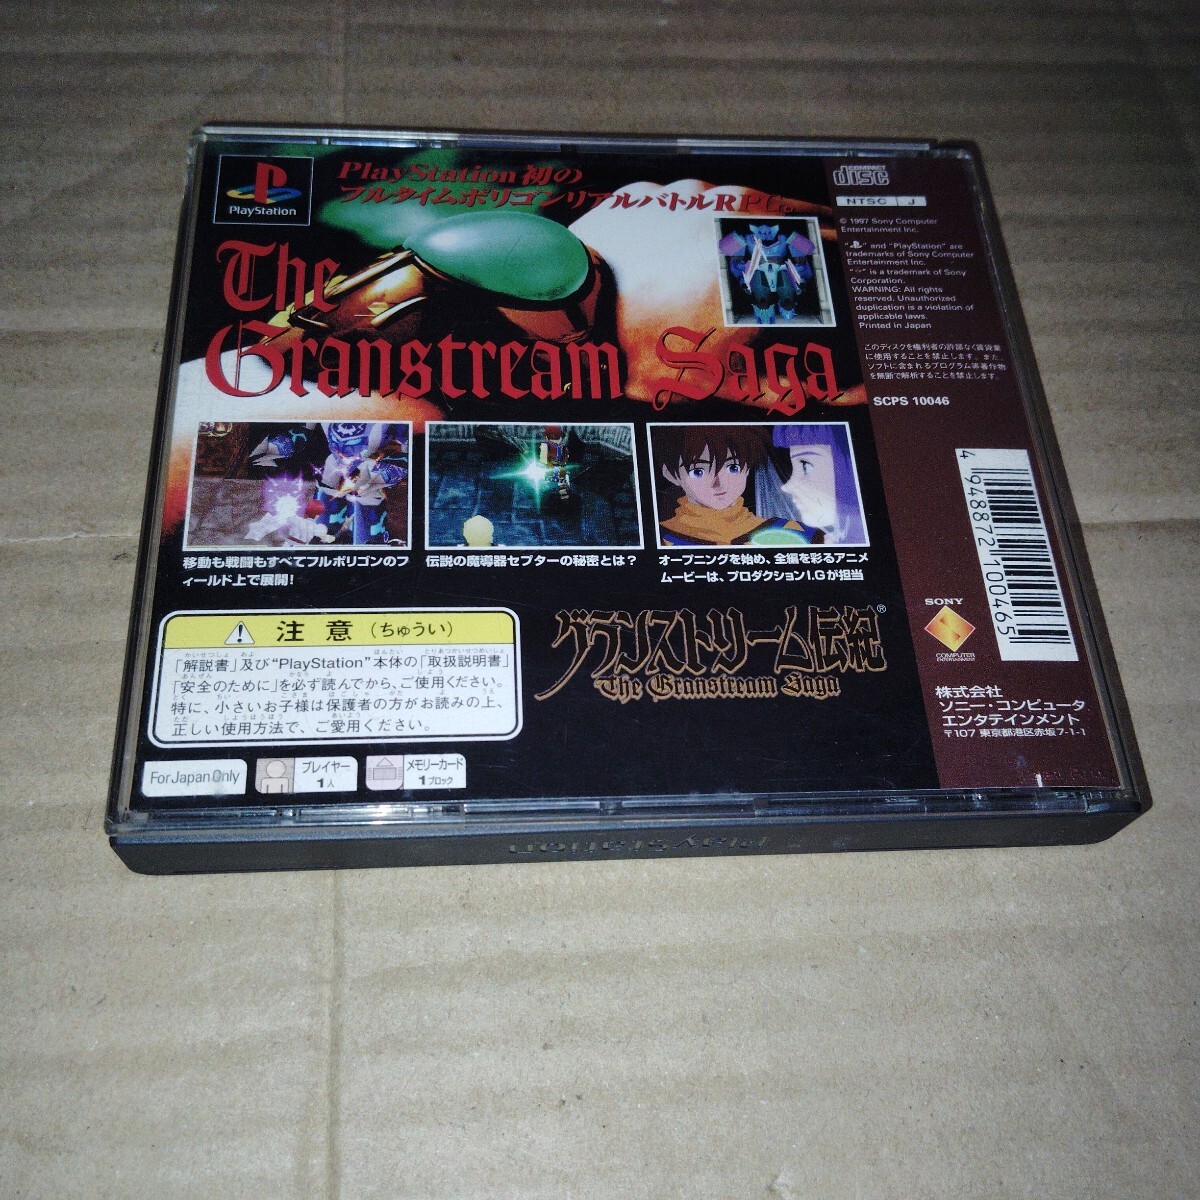 PlayStation
PlayStation 初の
フルタイムポリゴンリアルバトルRPG。
The
Granstream Saga
移動も戦闘もすべてフルポリゴンのフ
ィールド上で展開!
伝説の魔導器セプターの秘密とは?
オープニングを始め、全編を彩るアニメ
ムービーは、プロダクションI.Gが担当
注意(ちゅうい)
「解説書」及び"PlayStation"本体の「取扱説明書」
「安全のために」を必ず読んでから、ご使用ください。
特に、小さいお子様は保護者の方がお読みの上、
正しい使用方法で、ご愛用ください。
For Japan Only
プレイヤー
1人
メモリーカード
1ブロック
グランストリーム伝紀®
The Granstream Saga
COMPACT
disc
NTSC J
© 1997 Sony Computer
Entertainment Inc.
" " and "PlayStation" are
trademarks of Sony Computer
Entertainment Inc.
" " is a trademark of Sony
Corporation.
WARNING: All rights
reserved. Unauthorized
duplication is a violation of
applicable laws.
Printed in Japan
このディスクを権利者の許諾なく賃貸業
に使用することを禁止します。また、
ソフトに含まれるプログラム等著作物
を無断で解析することを禁止します。
SCPS 10046
4 948872 100465
SONY
COMPUTER
ENTERTAINMENT
株式会社
ソニー・コンピュータ
エンタテインメント
〒107 東京都港区赤坂7-1-1
PlayStation